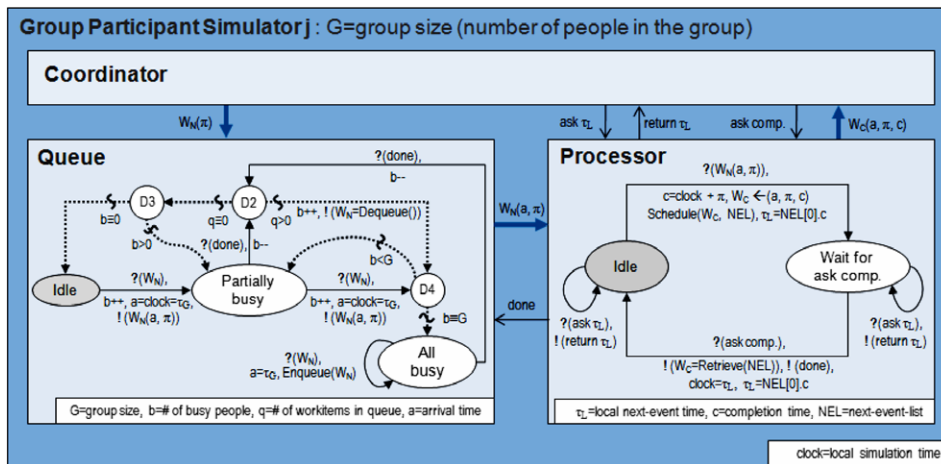 Group Participant Simulator j : G=group size (number of people in the group)
Coordinator
W_N(π)
ask τ_L
return τ_L
ask comp.
W_C(a, π, c)
Queue
?(done),
b--
D3
D2
b≡0
q≡0
q>0
b++, !(W_N=Dequeue())
b>0
?(done), b--
b<G
Idle
?(W_N),
b++, a=clock=τ_G,
!(W_N(a, π))
Partially
busy
?(W_N),
b++, a=clock=τ_G,
!(W_N(a, π))
D4
b≡G
?(W_N),
a=τ_G, Enqueue(W_N)
All
busy
G=group size, b=# of busy people, q=# of workitems in queue, a=arrival time
W_N(a, π)
done
Processor
?(W_N(a, π)),
c=clock + π, W_C ←(a, π, c)
Schedule(W_C, NEL), τ_L=NEL[0].c
Idle
Wait for
ask comp.
?(ask τ_L),
!(return τ_L)
?(ask comp.),
!(W_C=Retrieve(NEL)), !(done),
clock=τ_L, τ_L=NEL[0].c
?(ask τ_L),
!(return τ_L)
τ_L=local next-event time, c=completion time, NEL=next-event-list
clock=local simulation time